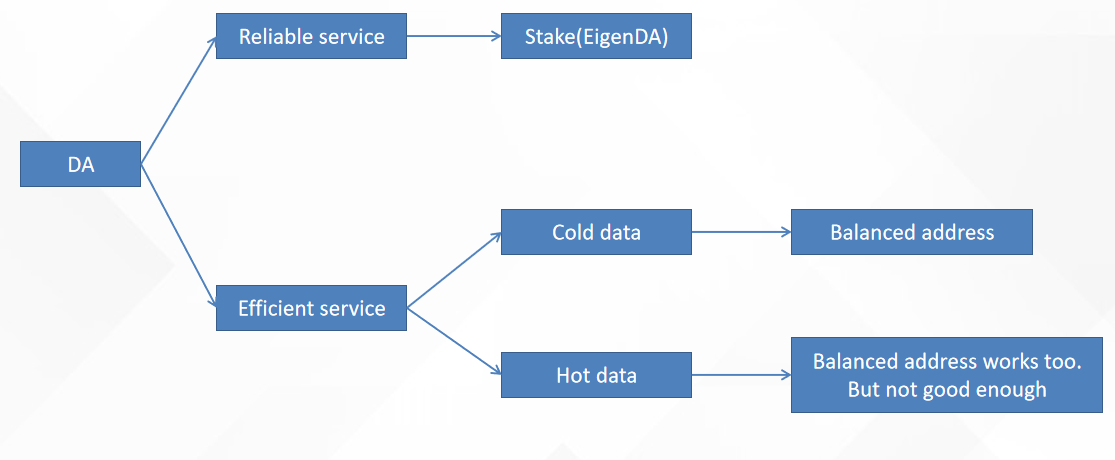 Reliable service
Stake(EigenDA)
DA
Cold data
Balanced address
Efficient service
Hot data
Balanced address works too.
But not good enough